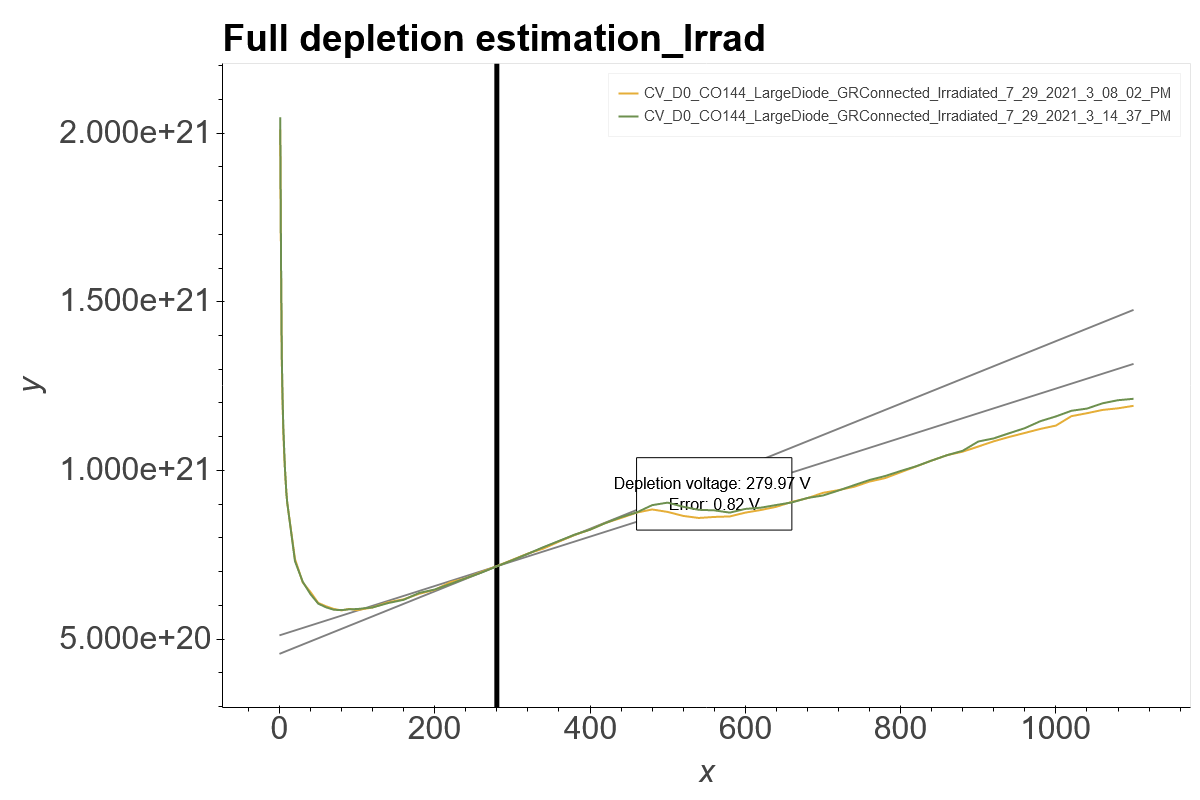 Full depletion estimation_Irrad
CV_D0_CO144_LargeDiode_GRConnected_Irradiated_7_29_2021_3_08_02_PM
CV_D0_CO144_LargeDiode_GRConnected_Irradiated_7_29_2021_3_14_37_PM
2.000e+21
1.500e+21
1.000e+21
5.000e+20
y
Depletion voltage: 279.97 V
Error: 0.82 V
0 200 400 600 800 1000
x